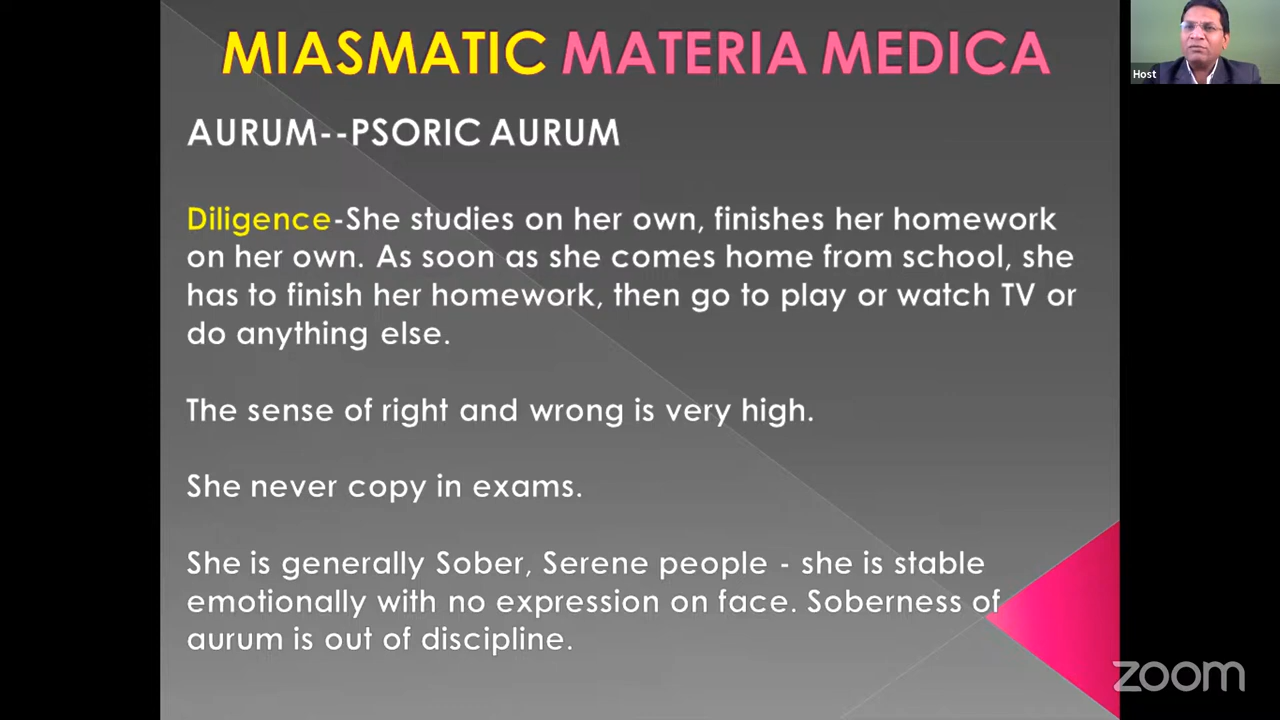 MIASMATIC MATERIA MEDICA
Host
AURUM--PSORIC AURUM
Diligence-She studies on her own, finishes her homework
on her own. As soon as she comes home from school, she
has to finish her homework, then go to play or watch TV or
do anything else.
The sense of right and wrong is very high.
She never copy in exams.
She is generally Sober, Serene people - she is stable
emotionally with no expression on face. Soberness of
aurum is out of discipline.
zoom